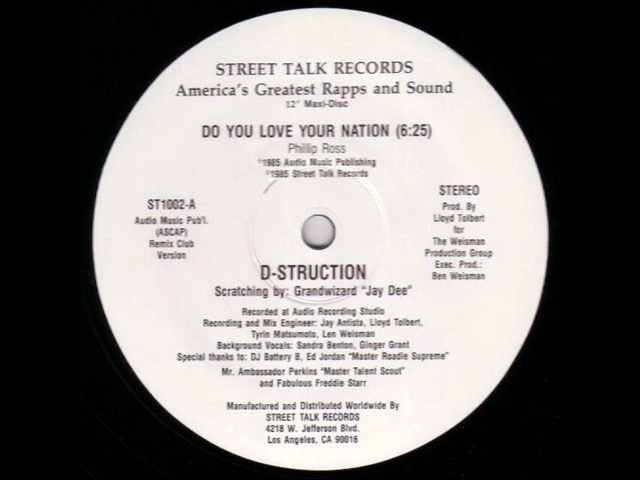 STREET TALK RECORDS
America's Greatest Rapps and Sound
12" Maxi-Disc
DO YOU LOVE YOUR NATION (6:25)
Phillip Ross
©1985 Audio Music Publishing
℗1985 Street Talk Records
ST1002-A
Audio Music Pub'l.
(ASCAP)
Remix Club
Version
STEREO
Prod. By
Lloyd Tolbert
for
The Weisman
Production Group
Exec. Prod.:
Ben Weisman
D-STRUCTION
Scratching by: Grandwizard "Jay Dee"
Recorded at Audio Recording Studio
Recording and Mix Engineer: Jay Antista, Lloyd Tolbert,
Tyrin Matsumoto, Len Weisman
Background Vocals: Sandra Benton, Ginger Grant
Special thanks to: DJ Battery B, Ed Jordan "Master Roadie Supreme"
Mr. Ambassador Perkins "Master Talent Scout"
and Fabulous Freddie Starr
Manufactured and Distributed Worldwide By
STREET TALK RECORDS
4218 W. Jefferson Blvd.
Los Angeles, CA 90016